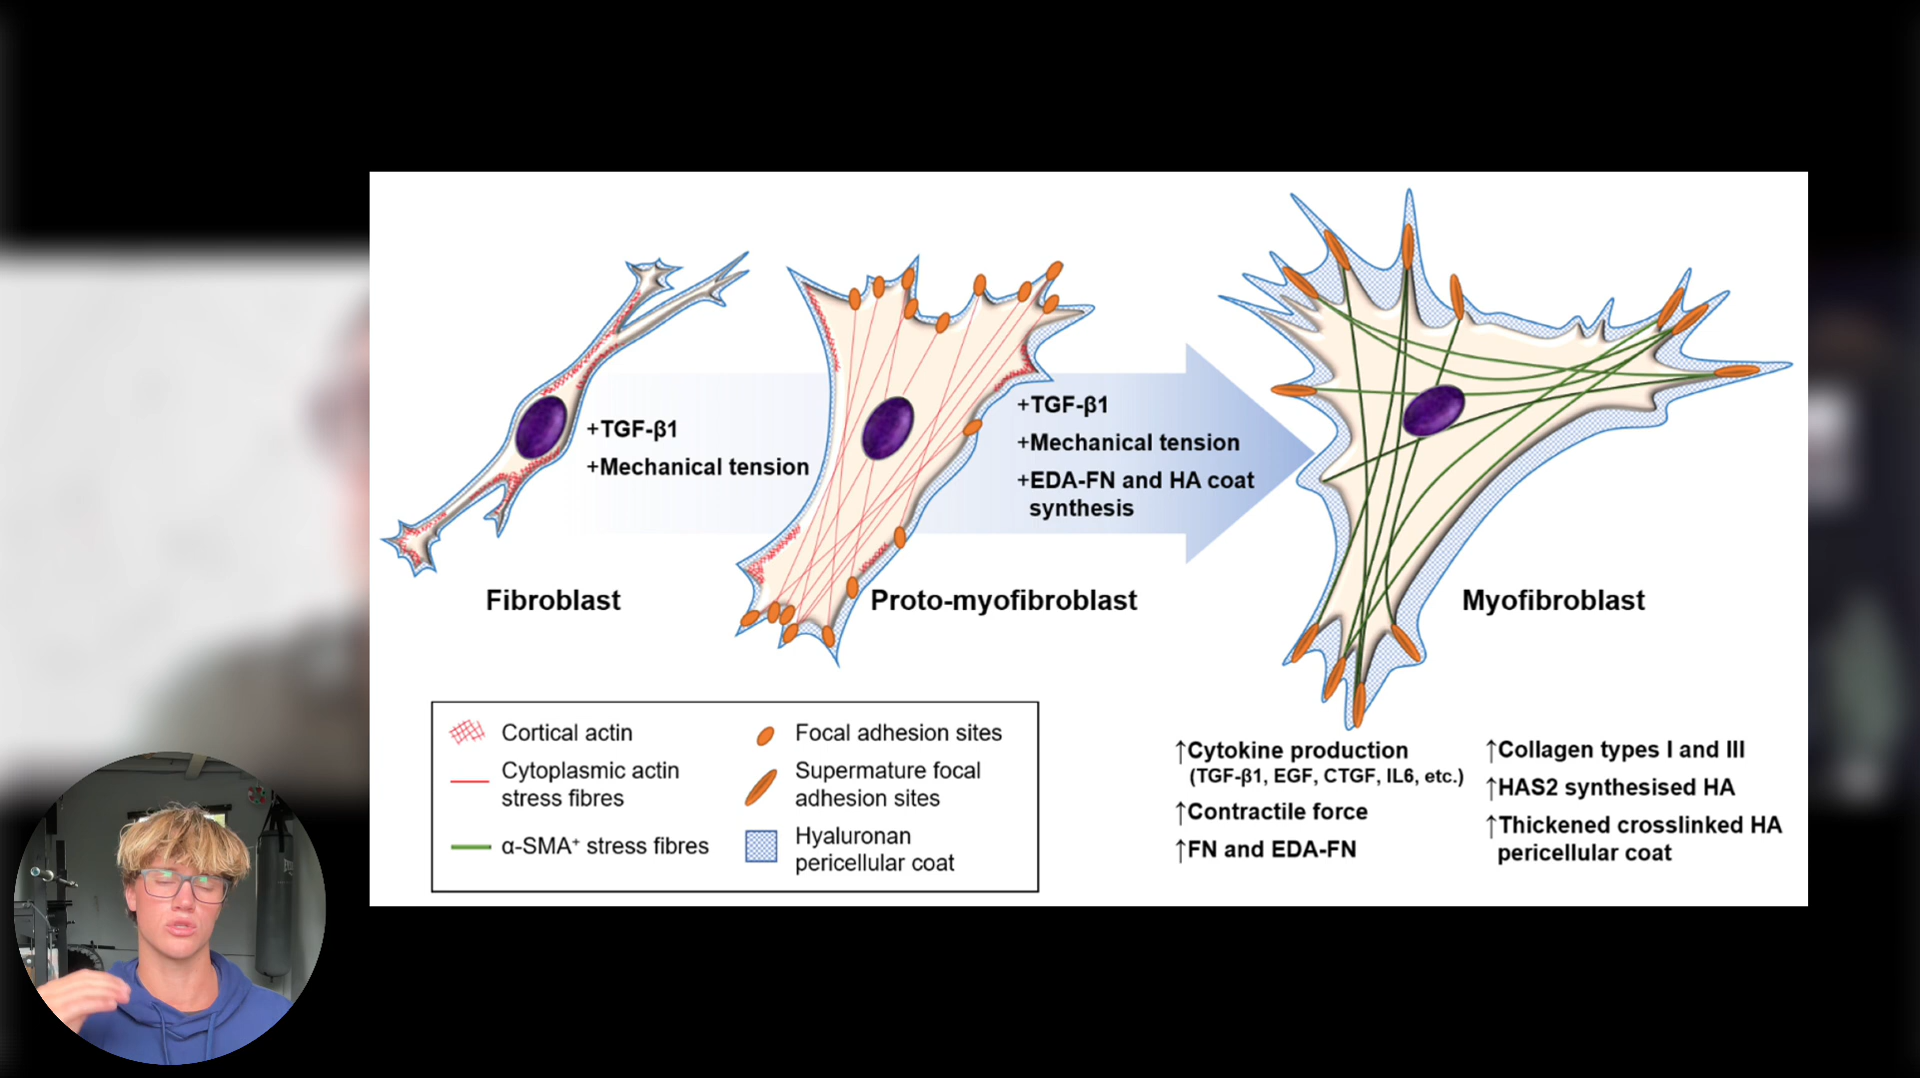 +TGF-β1
+Mechanical tension
+TGF-β1
+Mechanical tension
+EDA-FN and HA coat
synthesis
Fibroblast
Proto-myofibroblast
Myofibroblast
Cortical actin
Cytoplasmic actin
stress fibres
α-SMA⁺ stress fibres
Focal adhesion sites
Supermature focal
adhesion sites
Hyaluronan
pericellular coat
↑Cytokine production
(TGF-β1, EGF, CTGF, IL6, etc.)
↑Contractile force
↑FN and EDA-FN
↑Collagen types I and III
↑HAS2 synthesised HA
↑Thickened crosslinked HA
pericellular coat